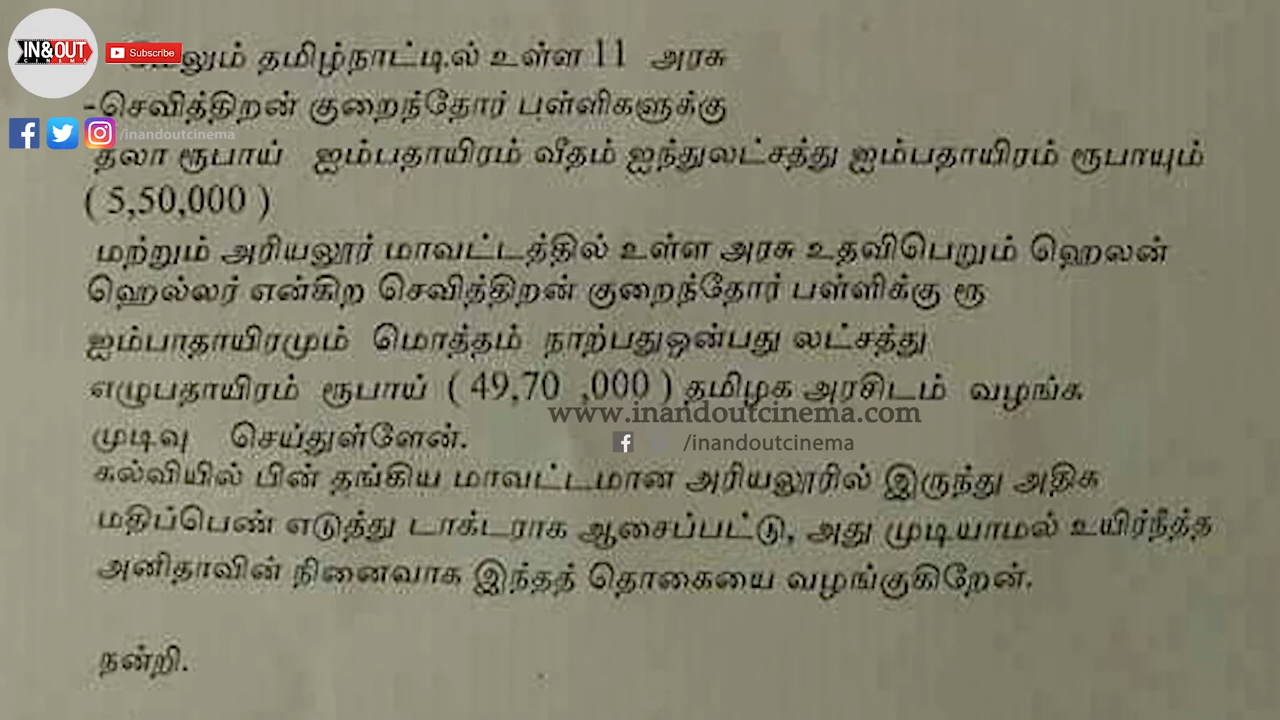 IN&OUT
CINEMA
Subscribe
தமிழ்நாட்டில் உள்ள 11 அரசு
-செவித்திறன் குறைந்தோர் பள்ளிகளுக்கு
/inandoutcinema
தலா ரூபாய் ஐம்பதாயிரம் வீதம் ஐந்துலட்சத்து ஐம்பதாயிரம் ரூபாயும்
( 5,50,000 )
மற்றும் அரியலூர் மாவட்டத்தில் உள்ள அரசு உதவிபெறும் ஹெலன்
ஹெல்லர் என்கிற செவித்திறன் குறைந்தோர் பள்ளிக்கு ரூ
ஐம்பாதாயிரமும் மொத்தம் நாற்பதுஒன்பது லட்சத்து
எழுபதாயிரம் ரூபாய் ( 49,70 ,000 ) தமிழக அரசிடம் வழங்க
www.inandoutcinema.com
முடிவு செய்துள்ளேன்.
/inandoutcinema
கல்வியில் பின் தங்கிய மாவட்டமான அரியலூரில் இருந்து அதிக
மதிப்பெண் எடுத்து டாக்டராக ஆசைப்பட்டு, அது முடியாமல் உயிர்நீத்த
அனிதாவின் நினைவாக இந்தத் தொகையை வழங்குகிறேன்.
நன்றி.